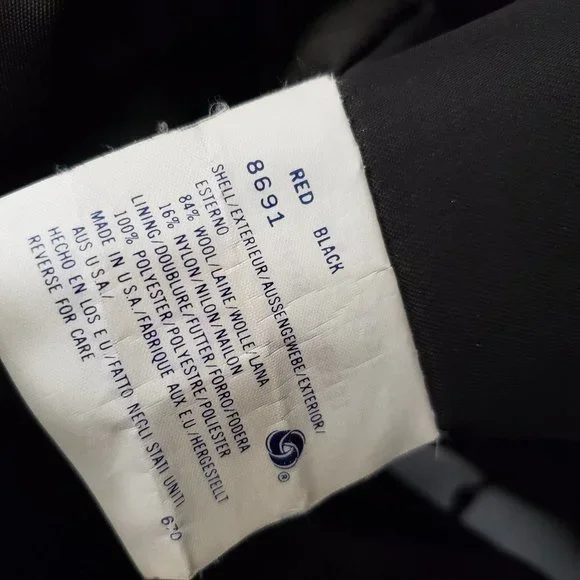 RED BLACK
8691
SHELL/EXTERIEUR/AUSSENGEWEBE/EXTERIOR/
ESTERNO
84% WOOL/LAINE/WOLLE/LANA
16% NYLON/NILON/NAILON
LINING/DOUBLURE/FUTTER/FORRO/FODERA
100% POLYESTER/POLYESTRE/POLIESTER
MADE IN U.S.A./FABRIQUE AUX E.U./HERGESTELLT
AUS U.S.A./
HECHO EN LOS E.U./FATTO NEGLI STATI UNITI
REVERSE FOR CARE
®